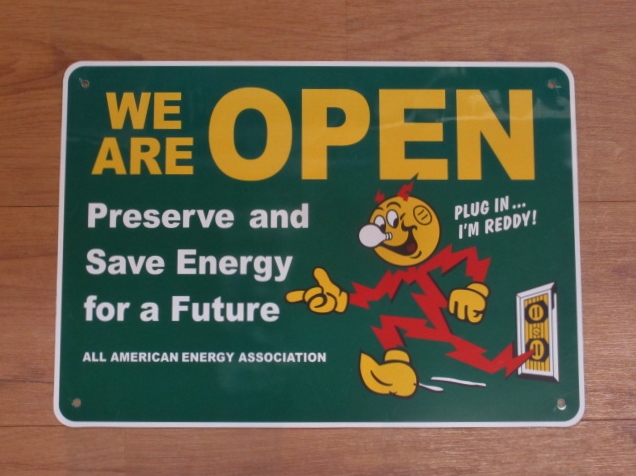 WE
ARE OPEN
Preserve and
Save Energy
for a Future
PLUG IN...
I'M REDDY!
ALL AMERICAN ENERGY ASSOCIATION